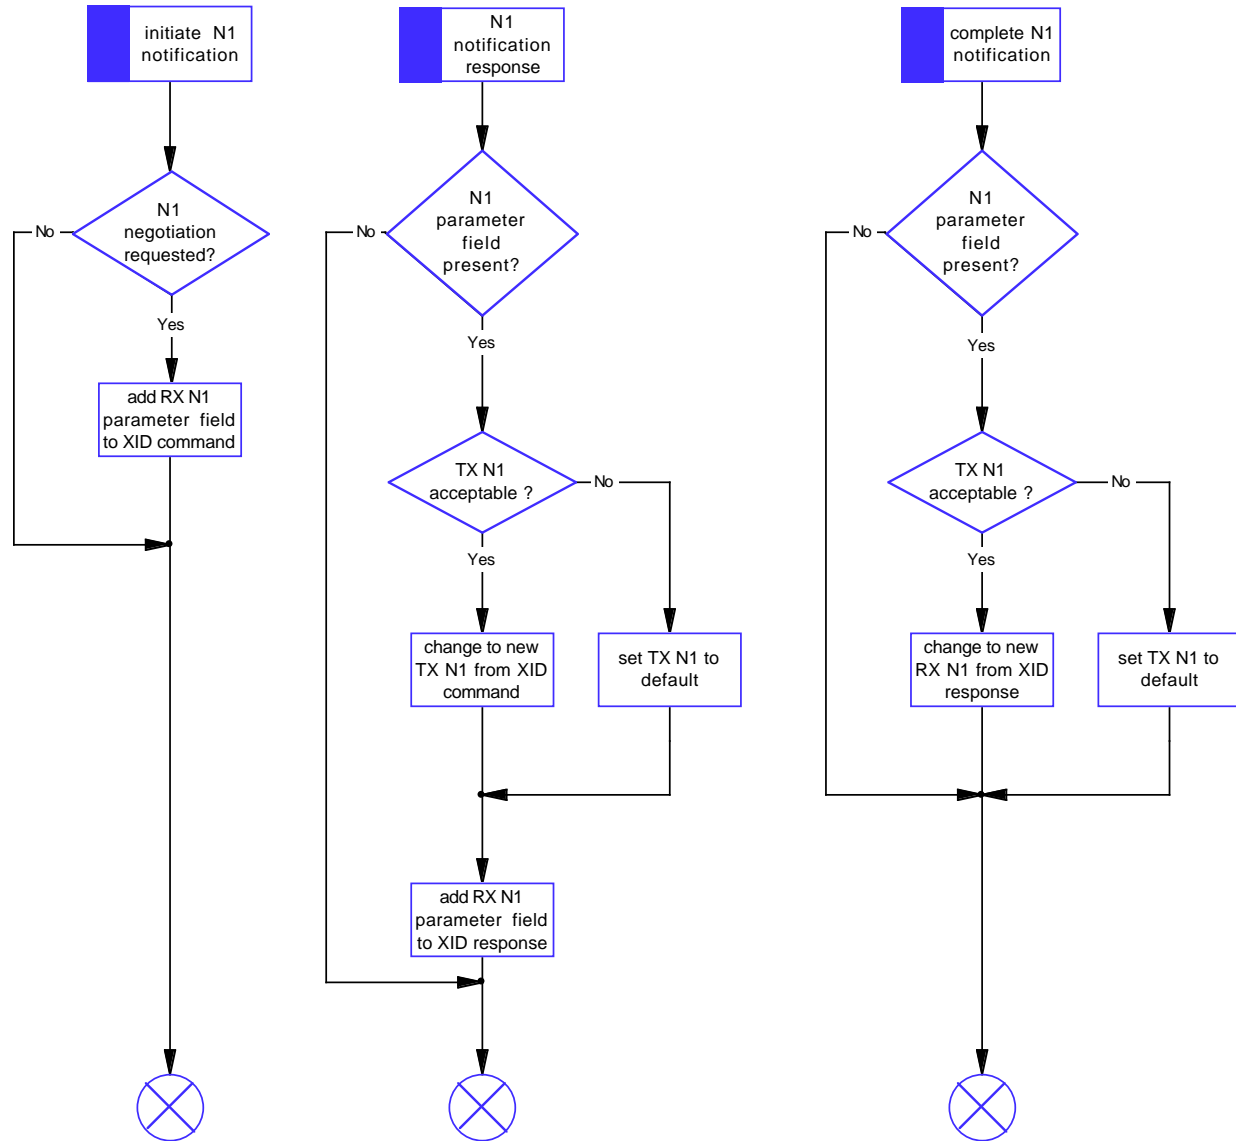 initiate N1
notification
N1
negotiation
requested?
No
Yes
add RX N1
parameter field
to XID command
N1
notification
response
N1
parameter
field
present?
No
Yes
TX N1
acceptable ?
No
Yes
change to new
TX N1 from XID
command
set TX N1 to
default
add RX N1
parameter field
to XID response
complete N1
notification
N1
parameter
field
present?
No
Yes
TX N1
acceptable ?
No
Yes
change to new
RX N1 from XID
response
set TX N1 to
default